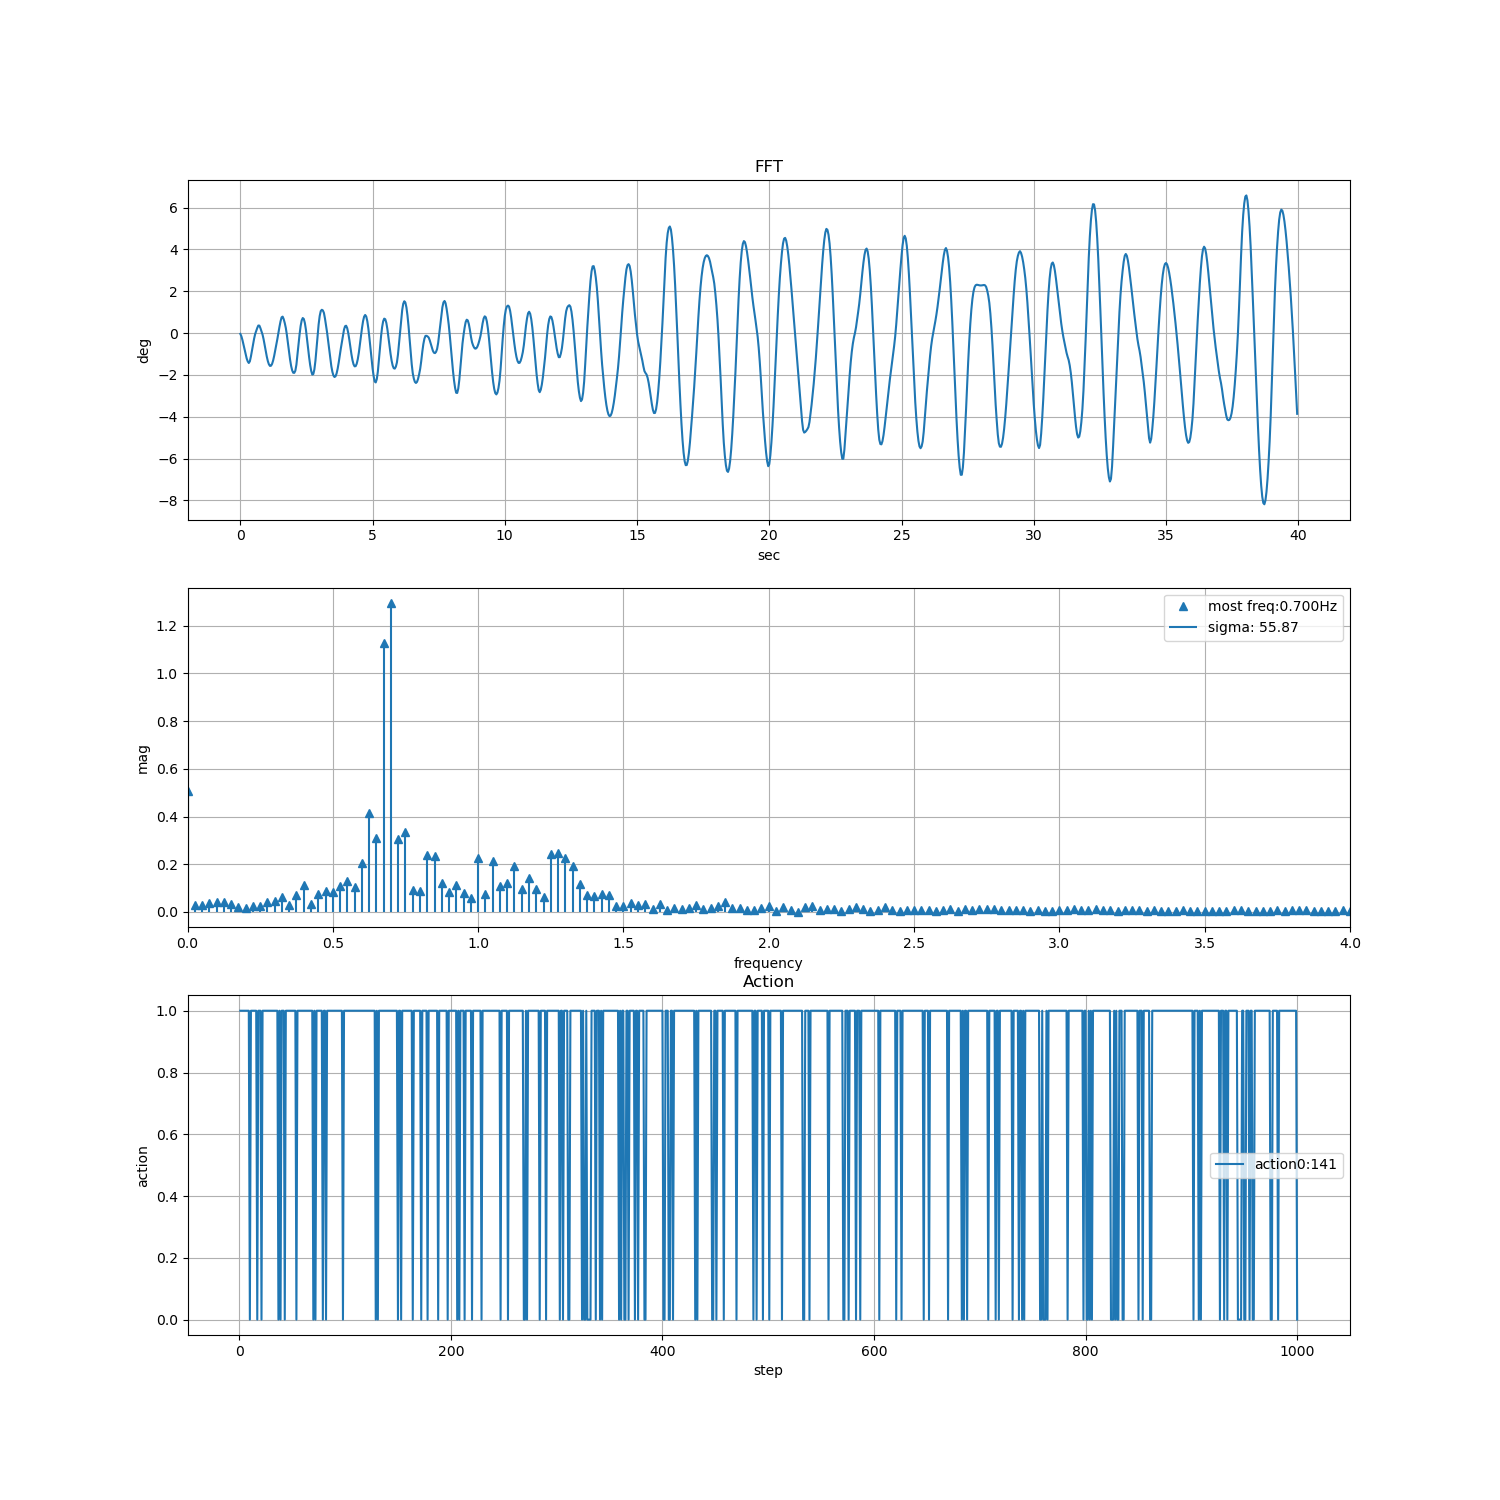 FFT
6
4
2
0
−2
−4
−6
−8
deg
0 5 10 15 20 25 30 35 40
sec
most freq:0.700Hz
sigma: 55.87
1.2
1.0
0.8
0.6
0.4
0.2
0.0
mag
0.0 0.5 1.0 1.5 2.0 2.5 3.0 3.5 4.0
frequency
Action
1.0
0.8
0.6
0.4
0.2
0.0
action
action0:141
0 200 400 600 800 1000
step